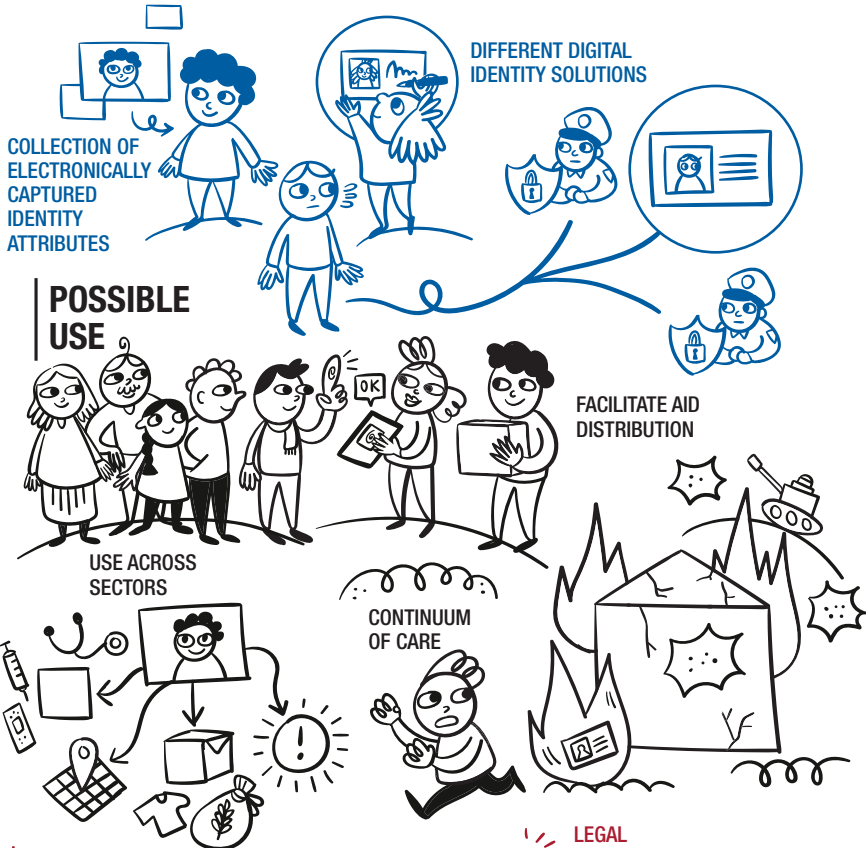 COLLECTION OF
ELECTRONICALLY
CAPTURED
IDENTITY
ATTRIBUTES
DIFFERENT DIGITAL
IDENTITY SOLUTIONS
POSSIBLE
USE
OK
FACILITATE AID
DISTRIBUTION
USE ACROSS
SECTORS
CONTINUUM
OF CARE
!
LEGAL